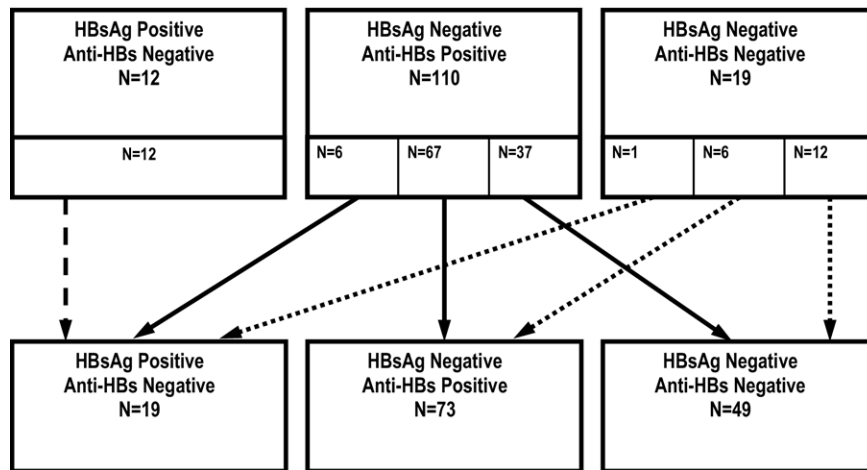 HBsAg Positive
Anti-HBs Negative
N=12
N=12
HBsAg Negative
Anti-HBs Positive
N=110
N=6
N=67
N=37
HBsAg Negative
Anti-HBs Negative
N=19
N=1
N=6
N=12
HBsAg Positive
Anti-HBs Negative
N=19
HBsAg Negative
Anti-HBs Positive
N=73
HBsAg Negative
Anti-HBs Negative
N=49